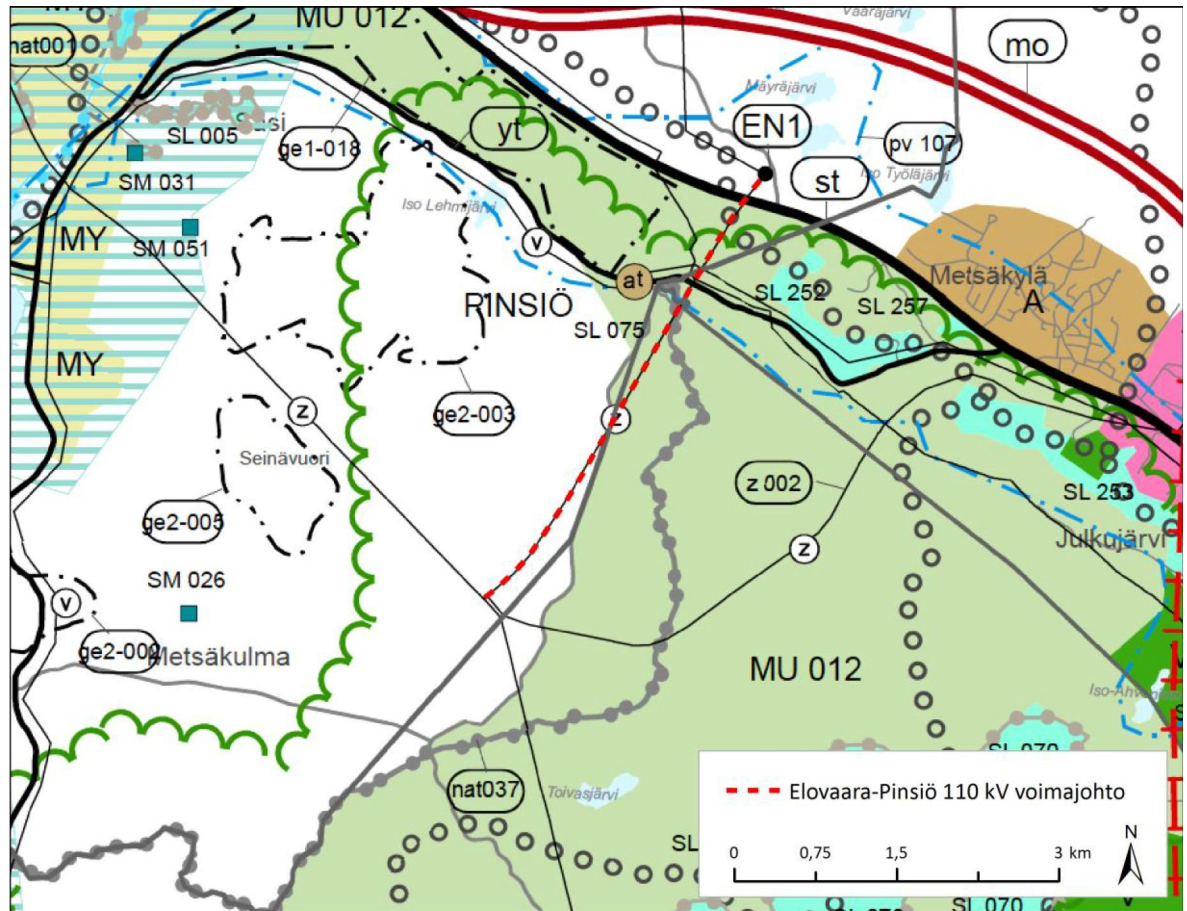 MU 012
Vaarajärvi
nat001
mo
Mäyräjärvi
EN1
pv 107
SL 005
Sasi
ge1-018
yt
st
Iso Työläjärvi
SM 031
Iso Lehmijärvi
v
MY
SM 051
at
Metsäkylä
A
PINSIÖ
SL 252
SL 257
SL 075
MY
ge2-003
z
z
Seinävuori
z 002
SL 253
ge2-005
z
Julkujärvi
SM 026
v
Metsäkulma
MU 012
SL 070
nat037
Toivasjärvi
Elovaara-Pinsiö 110 kV voimajohto
0 0,75 1,5 3 km
N
SL 070
v